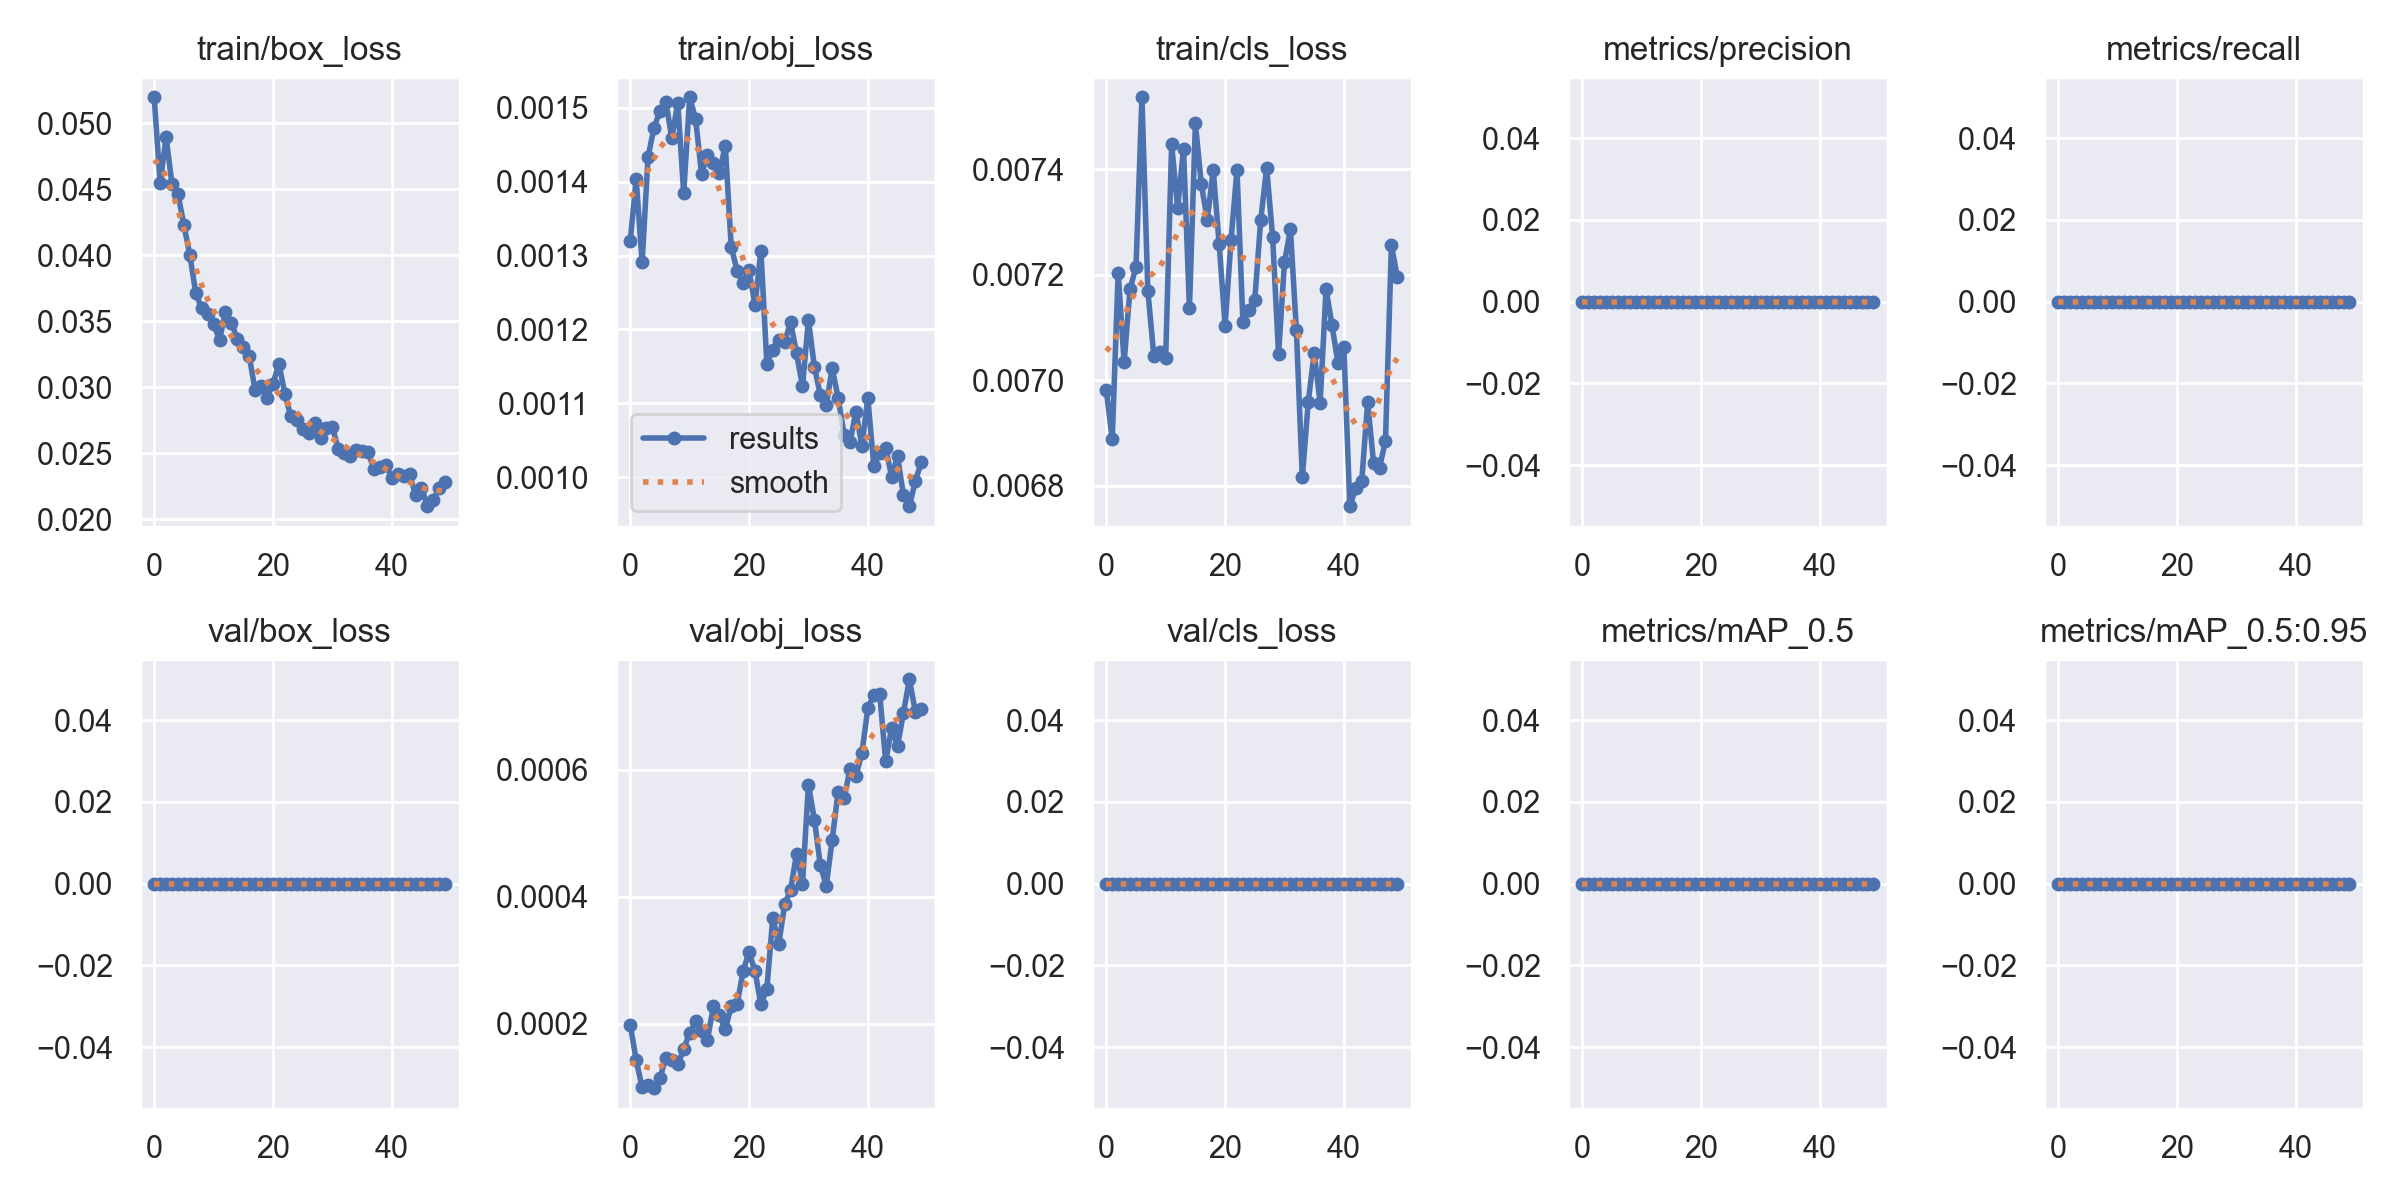 train/box_loss
train/obj_loss
train/cls_loss
metrics/precision
metrics/recall
0.050
0.045
0.040
0.035
0.030
0.025
0.020
0 20 40
0.0015
0.0014
0.0013
0.0012
0.0011
0.0010
results
smooth
0 20 40
0.0074
0.0072
0.0070
0.0068
0 20 40
0.04
0.02
0.00
−0.02
−0.04
0 20 40
0.04
0.02
0.00
−0.02
−0.04
0 20 40
val/box_loss
val/obj_loss
val/cls_loss
metrics/mAP_0.5
metrics/mAP_0.5:0.95
0.04
0.02
0.00
−0.02
−0.04
0 20 40
0.0006
0.0004
0.0002
0 20 40
0.04
0.02
0.00
−0.02
−0.04
0 20 40
0.04
0.02
0.00
−0.02
−0.04
0 20 40
0.04
0.02
0.00
−0.02
−0.04
0 20 40